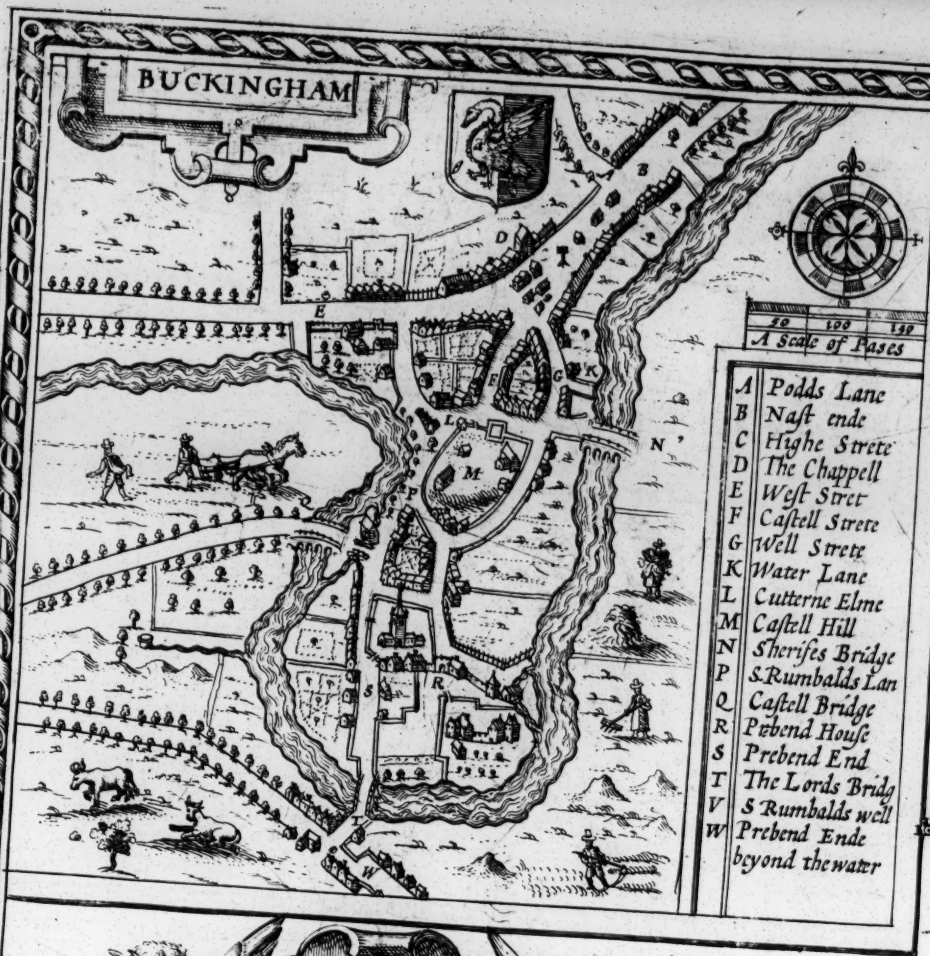 BUCKINGHAM
B
D
E
F
G
K
L
N
M
P
S
R
T
W
50 100 150
A Scale of Pases
A Podds Lane
B Naſt ende
C Highe Strete
D The Chappell
E Weſt Stret
F Caſtell Strete
G Well Strete
K Water Lane
L Cutterne Elme
M Caſtell Hill
N Sherifes Bridge
P S.Rumbalds Lan
Q Caſtell Bridge
R Prebend Houſe
S Prebend End
T The Lords Bridg
V S Rumbalds well
W Prebend Ende
beyond the water